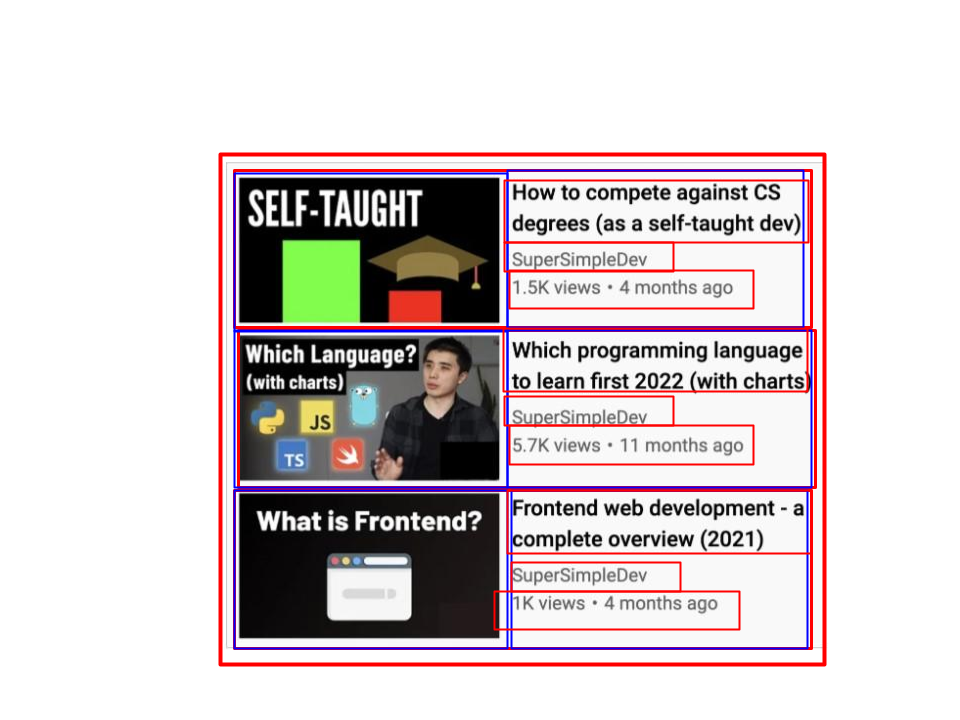 SELF-TAUGHT
How to compete against CS
degrees (as a self-taught dev)
SuperSimpleDev
1.5K views • 4 months ago
Which Language?
(with charts)
JS
TS
Which programming language
to learn first 2022 (with charts)
SuperSimpleDev
5.7K views • 11 months ago
What is Frontend?
Frontend web development - a
complete overview (2021)
SuperSimpleDev
1K views • 4 months ago